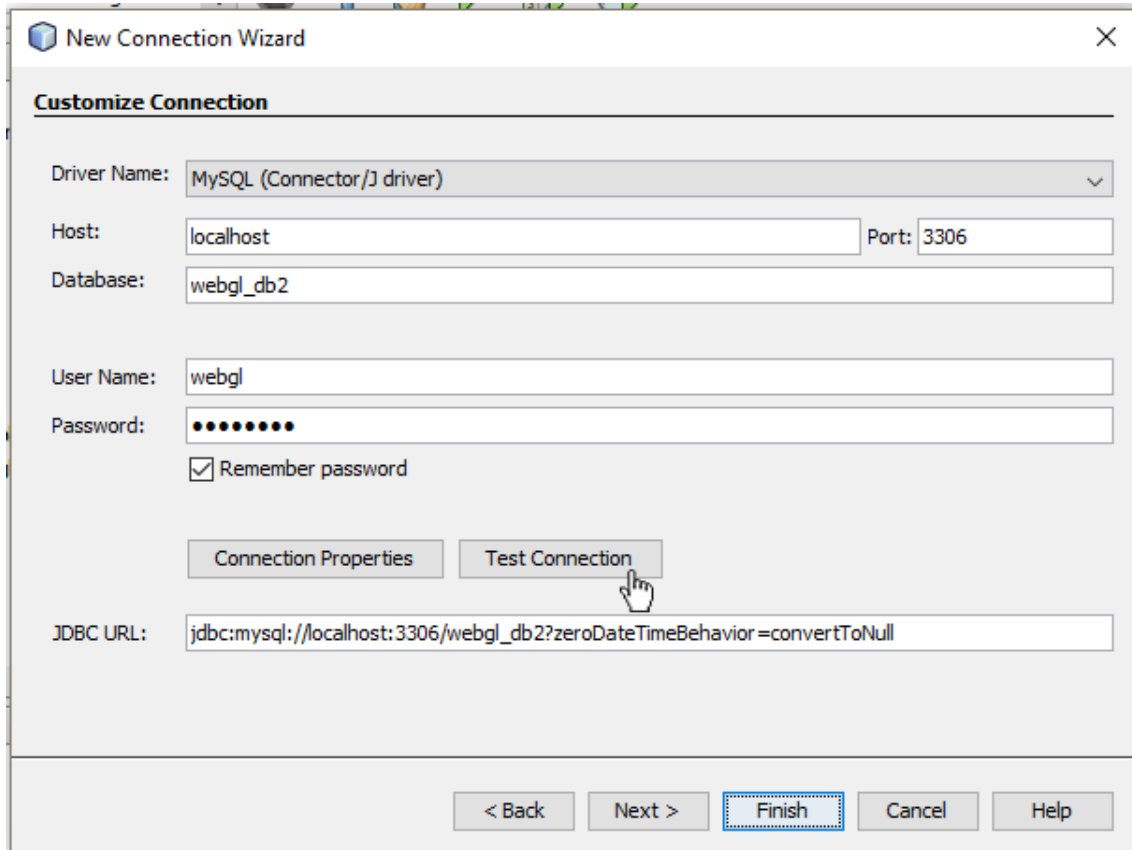 New Connection Wizard
Customize Connection
Driver Name: MySQL (Connector/J driver)
Host: localhost Port: 3306
Database: webgl_db2
User Name: webgl
Password: ●●●●●●●●
Remember password
Connection Properties Test Connection
JDBC URL: jdbc:mysql://localhost:3306/webgl_db2?zeroDateTimeBehavior=convertToNull
< Back Next > Finish Cancel Help